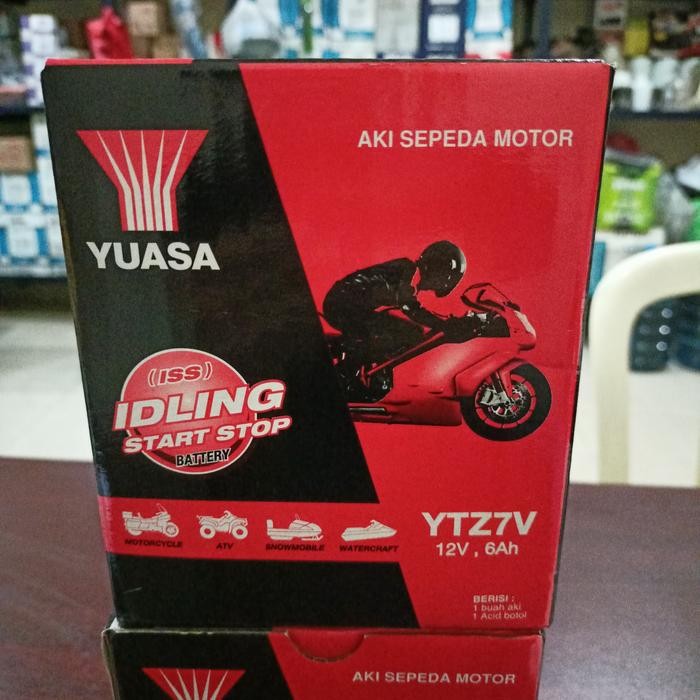 AKI SEPEDA MOTOR
YUASA
(ISS)
IDLING
START STOP
BATTERY
MOTORCYCLE
ATV
SNOWMOBILE
WATERCRAFT
YTZ7V
12V , 6Ah
BERISI :
1 buah aki
1 Acid botol
AKI SEPEDA MOTOR